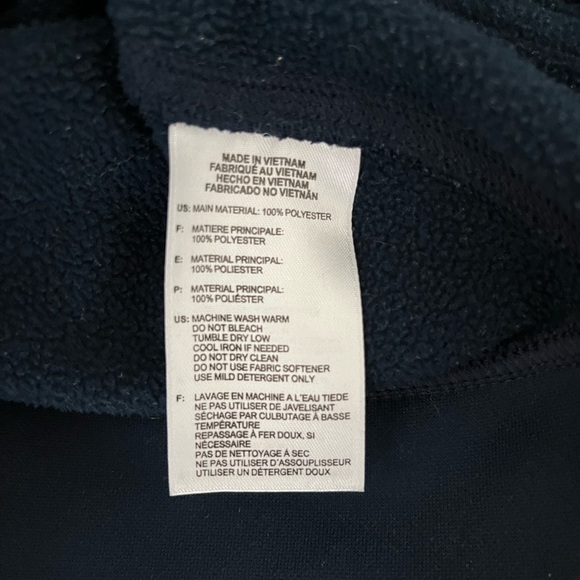 MADE IN VIETNAM
FABRIQUÉ AU VIETNAM
HECHO EN VIETNAM
FABRICADO NO VIETNÃN
US: MAIN MATERIAL: 100% POLYESTER
F: MATIERE PRINCIPALE:
100% POLYESTER
E: MATERIAL PRINCIPAL:
100% POLIESTER
P: MATERIAL PRINCIPAL:
100% POLIÉSTER
US: MACHINE WASH WARM
DO NOT BLEACH
TUMBLE DRY LOW
COOL IRON IF NEEDED
DO NOT DRY CLEAN
DO NOT USE FABRIC SOFTENER
USE MILD DETERGENT ONLY
F: LAVAGE EN MACHINE A L'EAU TIEDE
NE PAS UTILISER DE JAVELISANT
SÉCHAGE PAR CULBUTAGE À BASSE
TEMPÉRATURE
REPASSAGE À FER DOUX, SI
NÉCESSAIRE
PAS DE NETTOYAGE À SEC
NE PAS UTILISER D'ASSOUPLISSEUR
UTILISER UN DÉTERGENT DOUX